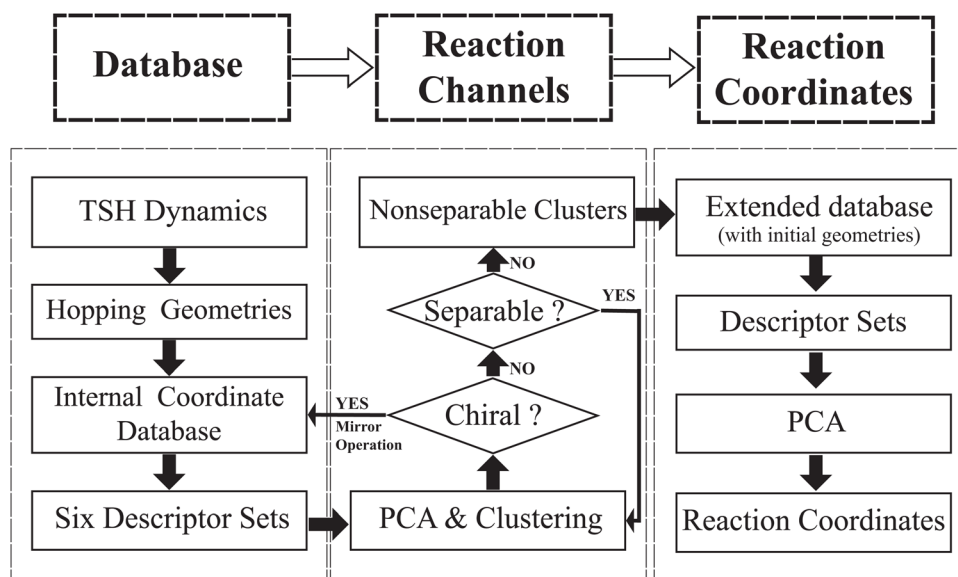 Database
Reaction
Channels
Reaction
Coordinates
TSH Dynamics
Hopping Geometries
Internal Coordinate
Database
Six Descriptor Sets
Nonseparable Clusters
NO
Separable ?
YES
NO
Chiral ?
YES
Mirror
Operation
PCA & Clustering
Extended database
(with initial geometries)
Descriptor Sets
PCA
Reaction Coordinates